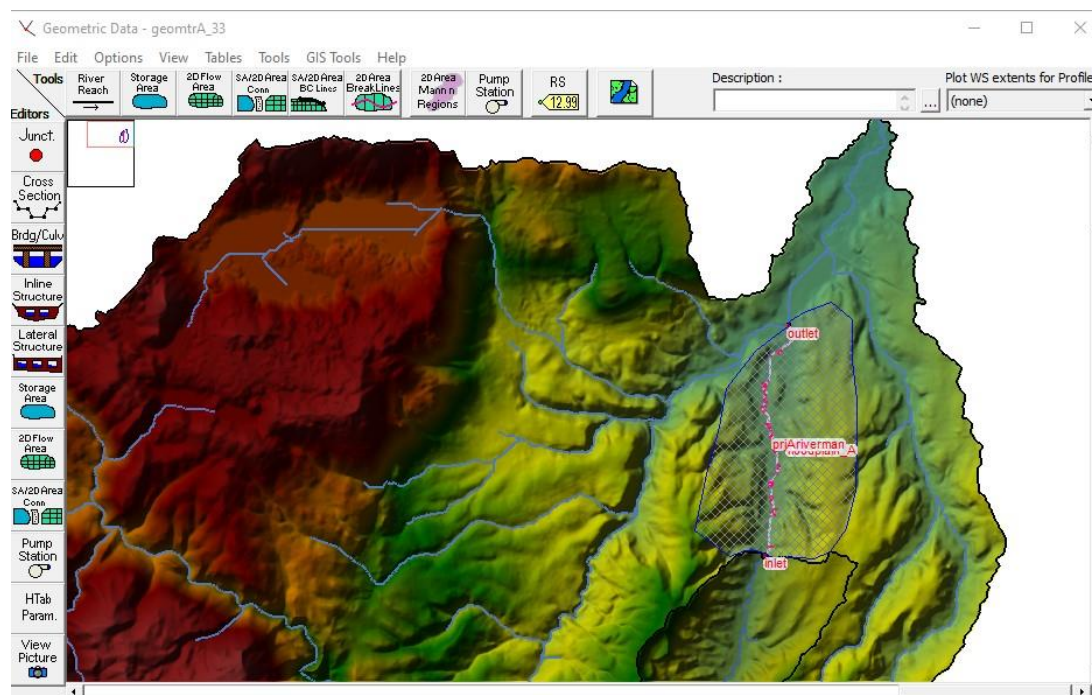 Geometric Data - geomtrA_33
File Edit Options View Tables Tools GIS Tools Help
Tools
Editors
River
Reach
Storage
Area
2D Flow
Area
SA/2D Area
Conn
SA/2D Area
BC Lines
2D Area
BreakLines
2D Area
Mann n
Regions
Pump
Station
RS
12.99
Description :
...
Plot WS extents for Profile
(none)
Junct.
Cross
Section
Brdg/Culv
Inline
Structure
Lateral
Structure
Storage
Area
2D Flow
Area
SA/2D Area
Conn
Pump
Station
HTab
Param.
View
Picture
outlet
prjAriverman
floodplain_A
inlet